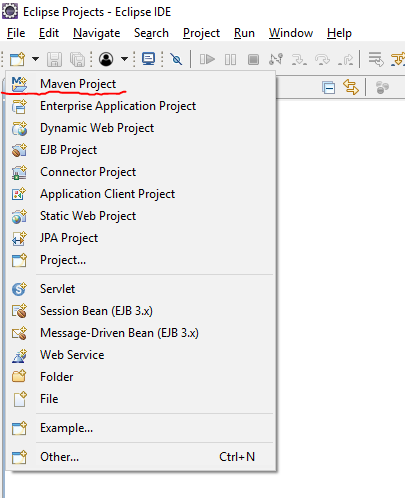 Eclipse Projects - Eclipse IDE
File Edit Navigate Search Project Run Window Help
Maven Project
Enterprise Application Project
Dynamic Web Project
EJB Project
Connector Project
Application Client Project
Static Web Project
JPA Project
Project...
Servlet
Session Bean (EJB 3.x)
Message-Driven Bean (EJB 3.x)
Web Service
Folder
File
Example...
Other... Ctrl+N